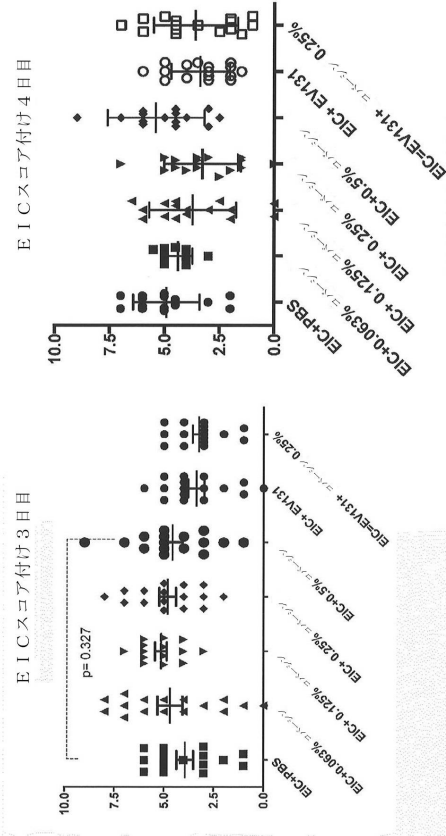 ＥＩＣスコア付け３日目
p= 0.327
10.0
7.5
5.0
2.5
0.0
EIC+PBS
EIC+0.063%
EIC+ 0.125%
EIC+ 0.25%
EIC+0.5%
EIC+ EV131
EIC=EV131+
0.25%
ＥＩＣスコア付け４日目
10.0
7.5
5.0
2.5
0.0
EIC+PBS
EIC+0.063%
EIC+ 0.125%
EIC+ 0.25%
EIC+0.5%
EIC+ EV131
EIC=EV131+
0.25%